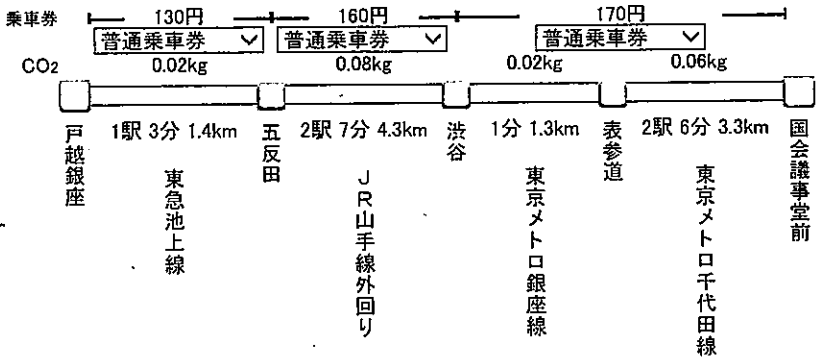 乗車券 130円 160円 170円
普通乗車券 普通乗車券 普通乗車券
CO2 0.02kg 0.08kg 0.02kg 0.06kg
戸越銀座 1駅 3分 1.4km 五反田 2駅 7分 4.3km 渋谷 1分 1.3km 表参道 2駅 6分 3.3km 国会議事堂前
東急池上線
JR山手線外回り
東京メトロ銀座線
東京メトロ千代田線